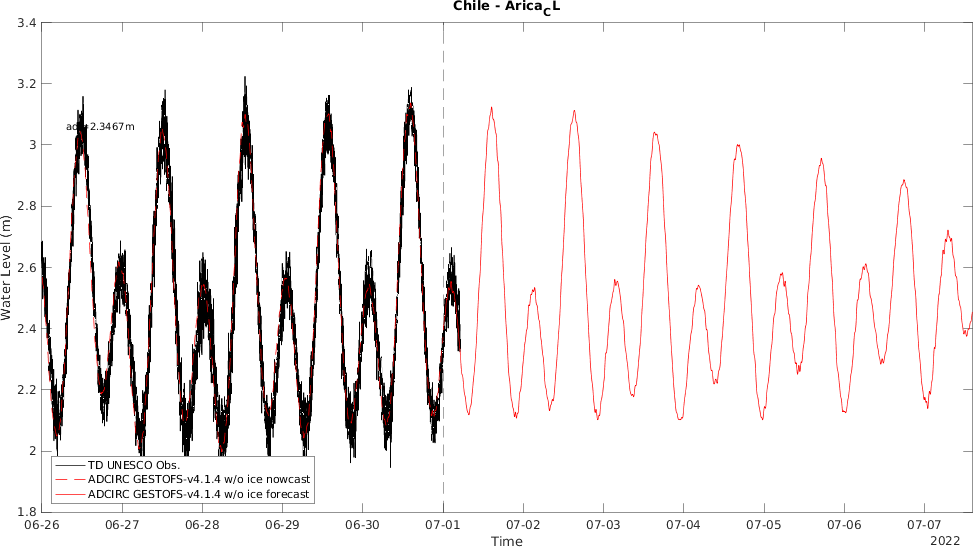 Chile - Arica_CL
3.4
3.2
3
2.8
2.6
2.4
2.2
2
1.8
Water Level (m)
2.3467m
TD UNESCO Obs.
ADCIRC GESTOFS-v4.1.4 w/o ice nowcast
ADCIRC GESTOFS-v4.1.4 w/o ice forecast
06-26 06-27 06-28 06-29 06-30 07-01 07-02 07-03 07-04 07-05 07-06 07-07
Time
2022